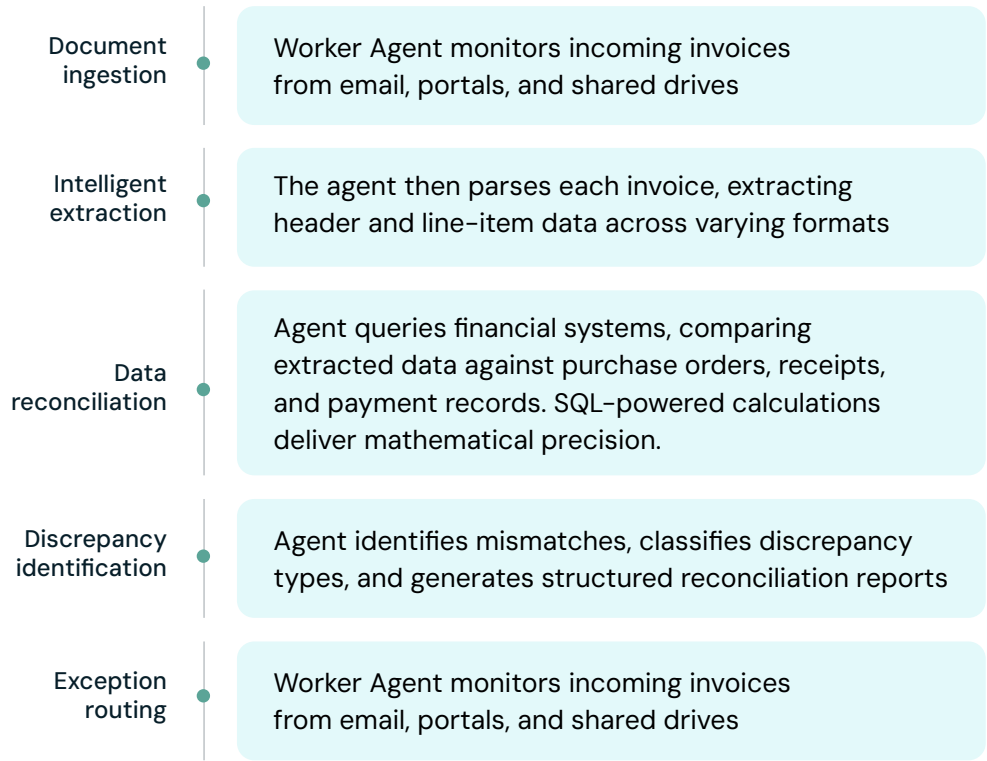 Document
ingestion
Worker Agent monitors incoming invoices
from email, portals, and shared drives
Intelligent
extraction
The agent then parses each invoice, extracting
header and line-item data across varying formats
Data
reconciliation
Agent queries financial systems, comparing
extracted data against purchase orders, receipts,
and payment records. SQL-powered calculations
deliver mathematical precision.
Discrepancy
identification
Agent identifies mismatches, classifies discrepancy
types, and generates structured reconciliation reports
Exception
routing
Worker Agent monitors incoming invoices
from email, portals, and shared drives